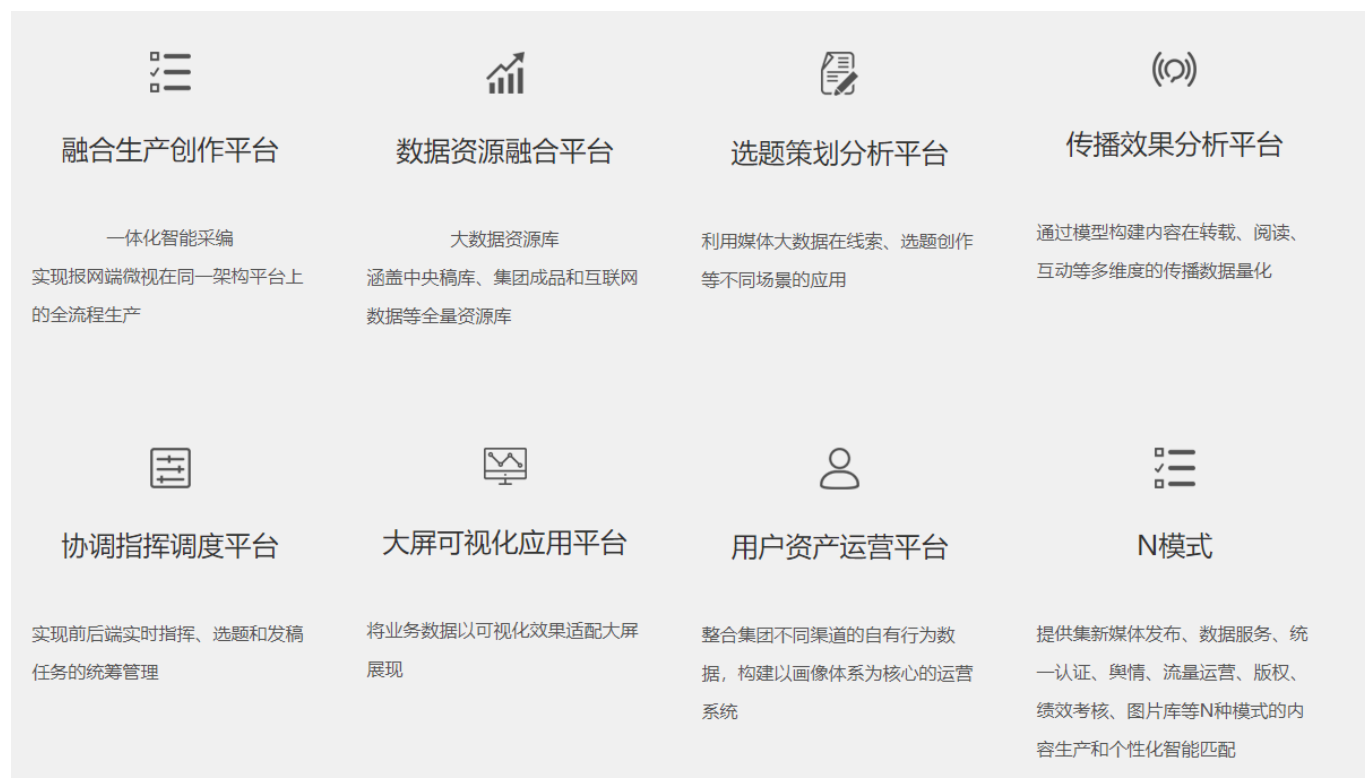 融合生产创作平台
一体化智能采编
实现报网端微视在同一架构平台上
的全流程生产
数据资源融合平台
大数据资源库
涵盖中央稿库、集团成品和互联网
数据等全量资源库
选题策划分析平台
利用媒体大数据在线索、选题创作
等不同场景的应用
传播效果分析平台
通过模型构建内容在转载、阅读、
互动等多维度的传播数据量化
协调指挥调度平台
实现前后端实时指挥、选题和发稿
任务的统筹管理
大屏可视化应用平台
将业务数据以可视化效果适配大屏
展现
用户资产运营平台
整合集团不同渠道的自有行为数
据，构建以画像体系为核心的运营
系统
N模式
提供集新媒体发布、数据服务、统
一认证、舆情、流量运营、版权、
绩效考核、图片库等N种模式的内
容生产和个性化智能匹配